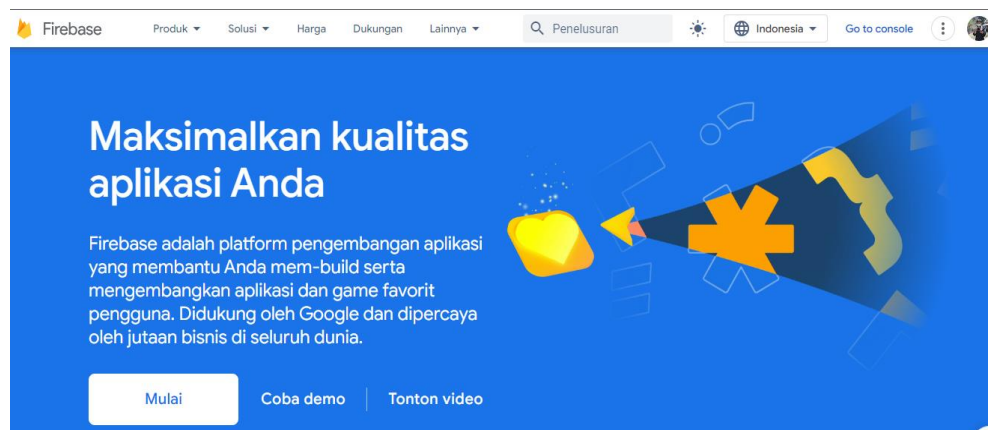 Firebase Produk Solusi Harga Dukungan Lainnya Penelusuran Indonesia Go to console
Maksimalkan kualitas
aplikasi Anda
Firebase adalah platform pengembangan aplikasi
yang membantu Anda mem-build serta
mengembangkan aplikasi dan game favorit
pengguna. Didukung oleh Google dan dipercaya
oleh jutaan bisnis di seluruh dunia.
Mulai Coba demo Tonton video